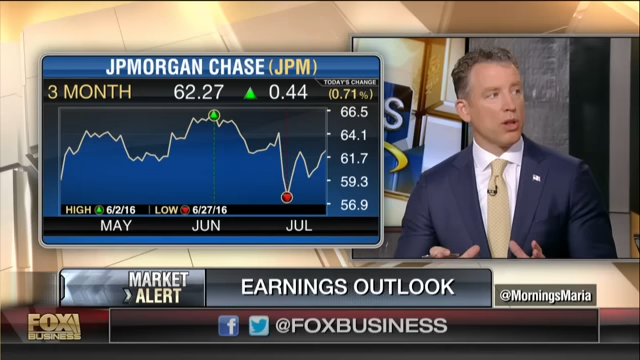 JPMORGAN CHASE (JPM)
TODAY'S CHANGE
3 MONTH 62.27 0.44 (0.71%)
66.5
64.1
61.7
59.3
56.9
HIGH 6/2/16 LOW 6/27/16
MAY JUN JUL
MARKET ALERT
EARNINGS OUTLOOK
@MorningsMaria
FOX BUSINESS
@FOXBUSINESS